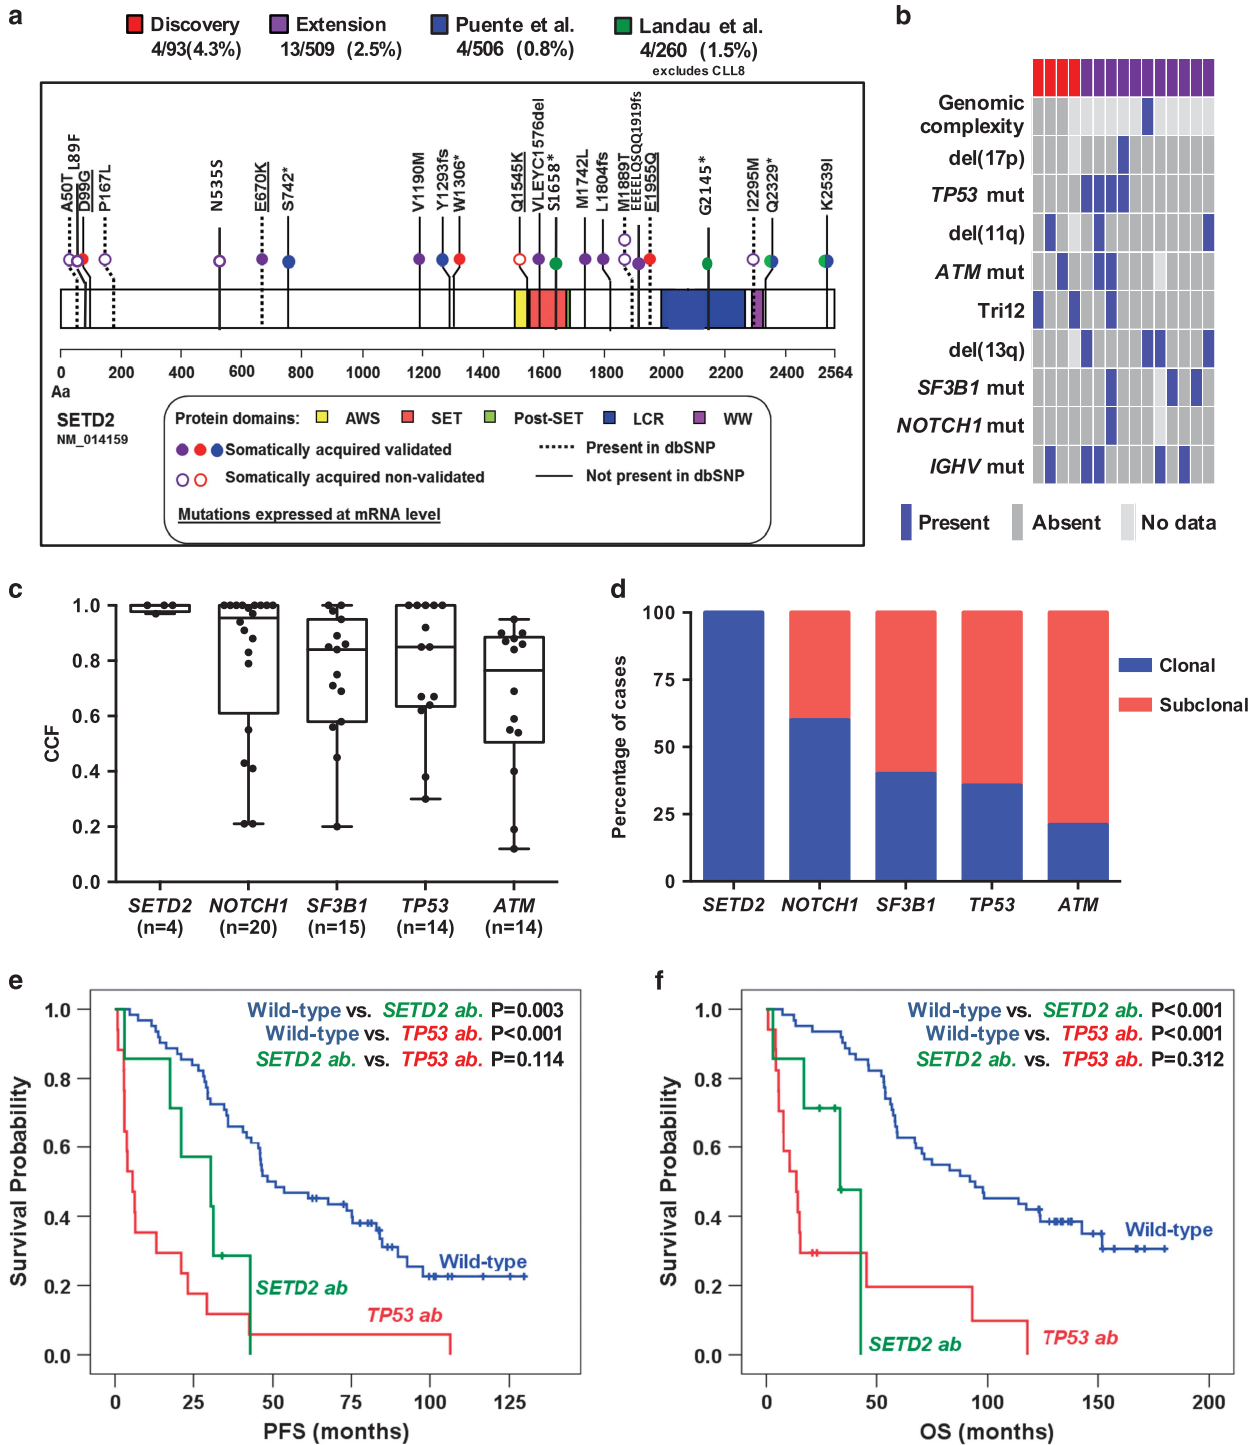 a
Discovery
4/93(4.3%)
Extension
13/509 (2.5%)
Puente et al.
4/506 (0.8%)
Landau et al.
4/260 (1.5%)
excludes CLL8
A50T
L89F
D99G
P167L
N535S
E670K
S742*
V1190M
Y1293fs
W1306*
Q1545K
VLEYC1576del
S1658*
M1742L
L1804fs
M1889T
EEEELQSQQ1919fs
E1955Q
G2145*
I2295M
Q2329*
K2539I
0 200 400 600 800 1000 1200 1400 1600 1800 2000 2200 2400 2564
Aa
SETD2
NM_014159
Protein domains: AWS SET Post-SET LCR WW
Somatically acquired validated
Present in dbSNP
Somatically acquired non-validated
Not present in dbSNP
Mutations expressed at mRNA level
b
Genomic
complexity
del(17p)
TP53 mut
del(11q)
ATM mut
Tri12
del(13q)
SF3B1 mut
NOTCH1 mut
IGHV mut
Present Absent No data
c
CCF
1.0
0.8
0.6
0.4
0.2
0.0
SETD2 NOTCH1 SF3B1 TP53 ATM
(n=4) (n=20) (n=15) (n=14) (n=14)
d
Percentage of cases
100
75
50
25
0
SETD2 NOTCH1 SF3B1 TP53 ATM
Clonal
Subclonal
e
Wild-type vs. SETD2 ab. P=0.003
Wild-type vs. TP53 ab. P<0.001
SETD2 ab. vs. TP53 ab. P=0.114
Survival Probability
1.0
0.8
0.6
0.4
0.2
0.0
Wild-type
SETD2 ab
TP53 ab
0 25 50 75 100 125
PFS (months)
f
Wild-type vs. SETD2 ab. P<0.001
Wild-type vs. TP53 ab. P<0.001
SETD2 ab. vs. TP53 ab. P=0.312
Survival Probability
1.0
0.8
0.6
0.4
0.2
0.0
Wild-type
SETD2 ab
TP53 ab
0 50 100 150 200
OS (months)